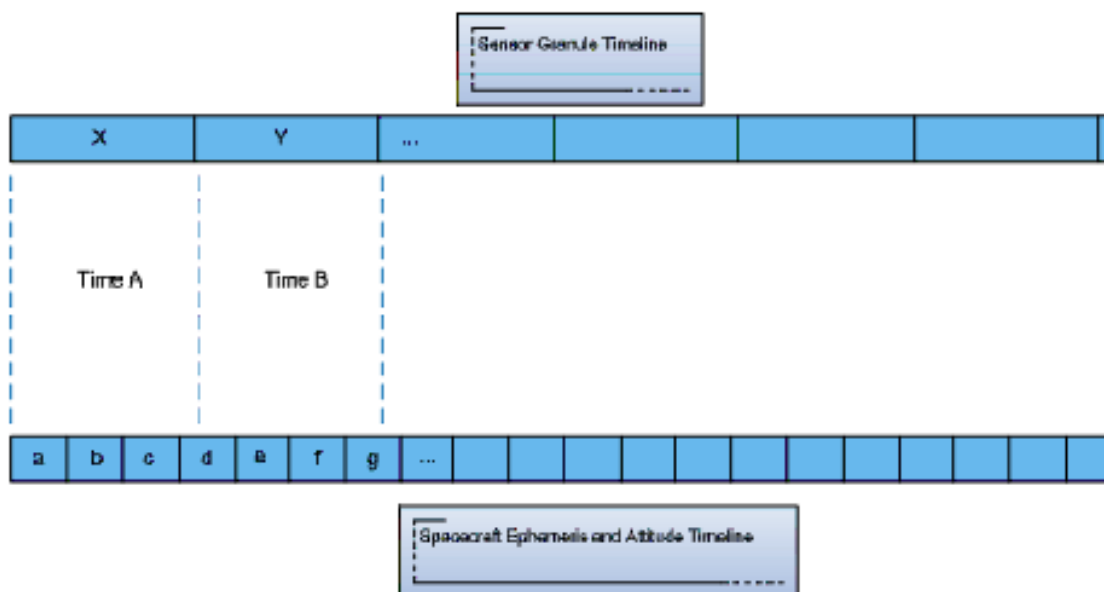 Sensor Granule Timeline
X Y ...
Time A Time B
a b c d e f g ...
Spacecraft Ephemeris and Attitude Timeline